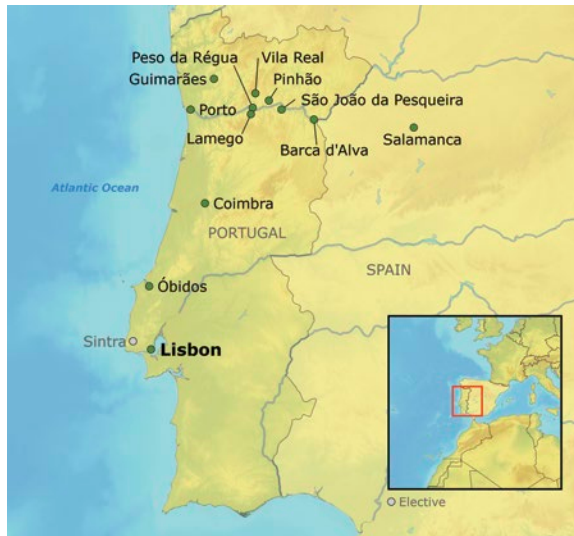 Peso da Régua
Vila Real
Guimarães
Pinhão
Porto
São João da Pesqueira
Lamego
Barca d'Alva
Salamanca
Atlantic Ocean
Coimbra
PORTUGAL
SPAIN
Óbidos
Sintra
Lisbon
Elective